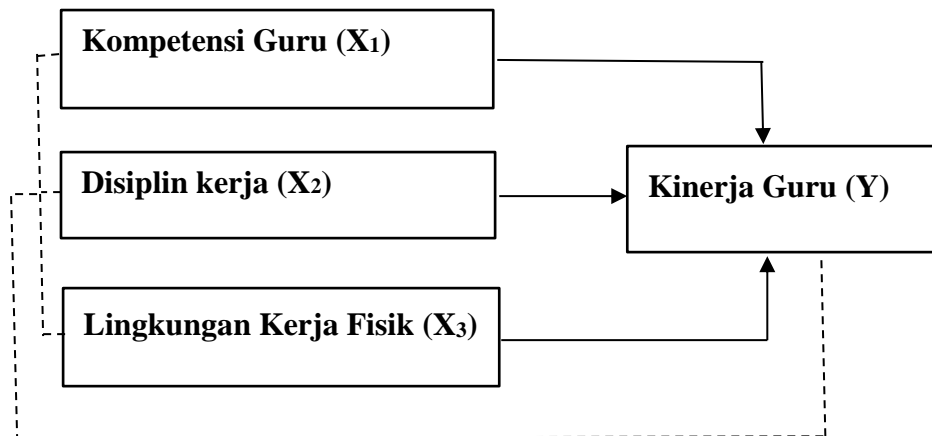 Kompetensi Guru (X₁)
Disiplin kerja (X₂)
Kinerja Guru (Y)
Lingkungan Kerja Fisik (X₃)